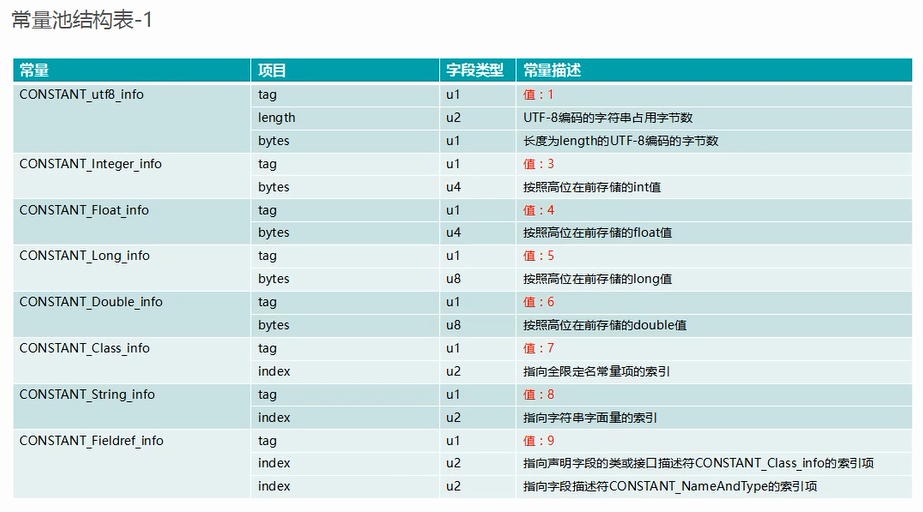 常量池结构表-1
常量 项目 字段类型 常量描述
CONSTANT_utf8_info tag u1 值：1
length u2 UTF-8编码的字符串占用字节数
bytes u1 长度为length的UTF-8编码的字节数
CONSTANT_Integer_info tag u1 值：3
bytes u4 按照高位在前存储的int值
CONSTANT_Float_info tag u1 值：4
bytes u4 按照高位在前存储的float值
CONSTANT_Long_info tag u1 值：5
bytes u8 按照高位在前存储的long值
CONSTANT_Double_info tag u1 值：6
bytes u8 按照高位在前存储的double值
CONSTANT_Class_info tag u1 值：7
index u2 指向全限定名常量项的索引
CONSTANT_String_info tag u1 值：8
index u2 指向字符串字面量的索引
CONSTANT_Fieldref_info tag u1 值：9
index u2 指向声明字段的类或接口描述符CONSTANT_Class_info的索引项
index u2 指向字段描述符CONSTANT_NameAndType的索引项